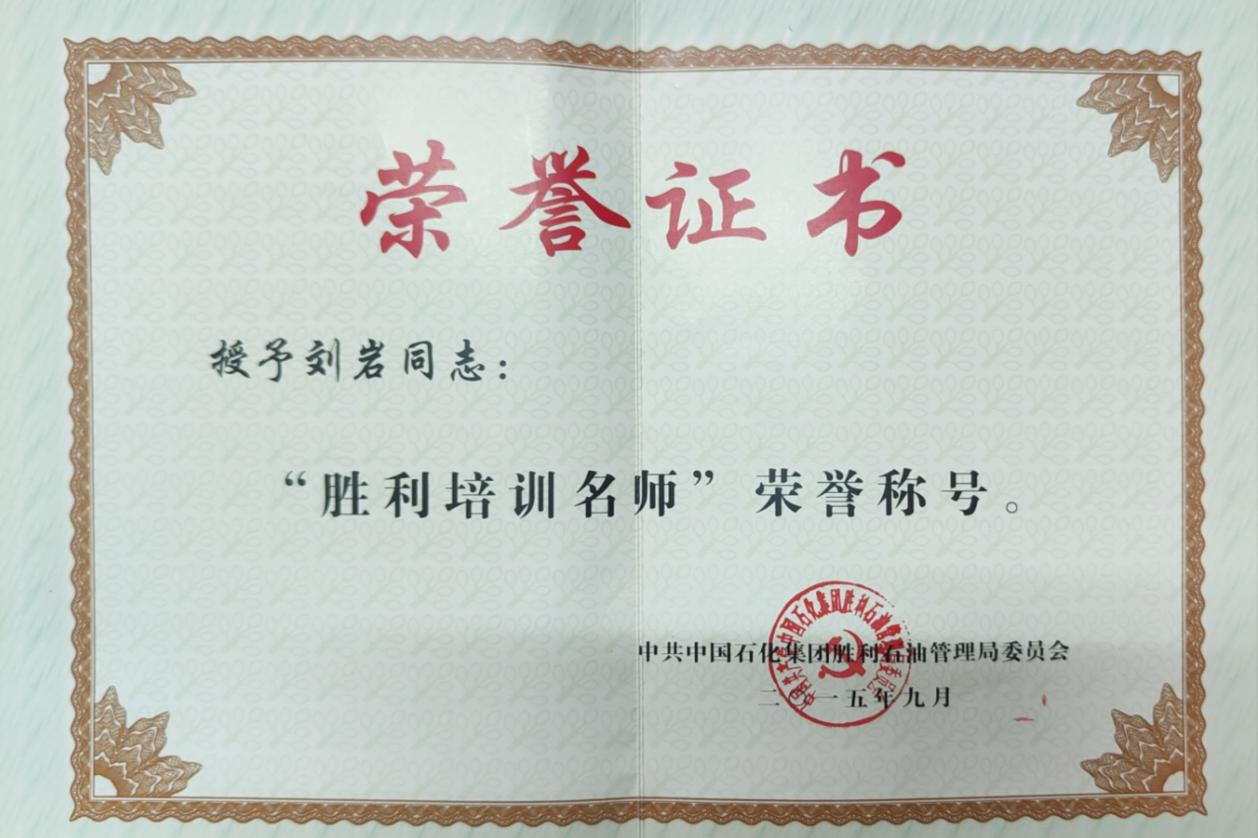 荣誉证书
授予刘岩同志：
“胜利培训名师”荣誉称号。
中共中国石化集团胜利石油管理局委员会
二〇一五年九月